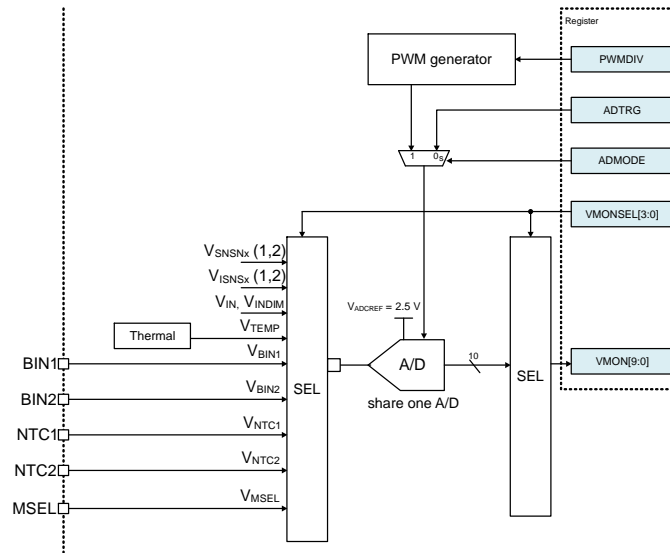 Register
PWM generator
PWMDIV
ADTRG
1
0
S
ADMODE
VMONSEL[3:0]
VSNSNx (1,2)
VISNSx (1,2)
VIN, VINDIM
VADCREF = 2.5 V
Thermal
VTEMP
BIN1
VBIN1
SEL
A/D
10
SEL
VMON[9:0]
BIN2
VBIN2
share one A/D
NTC1
VNTC1
NTC2
VNTC2
MSEL
VMSEL